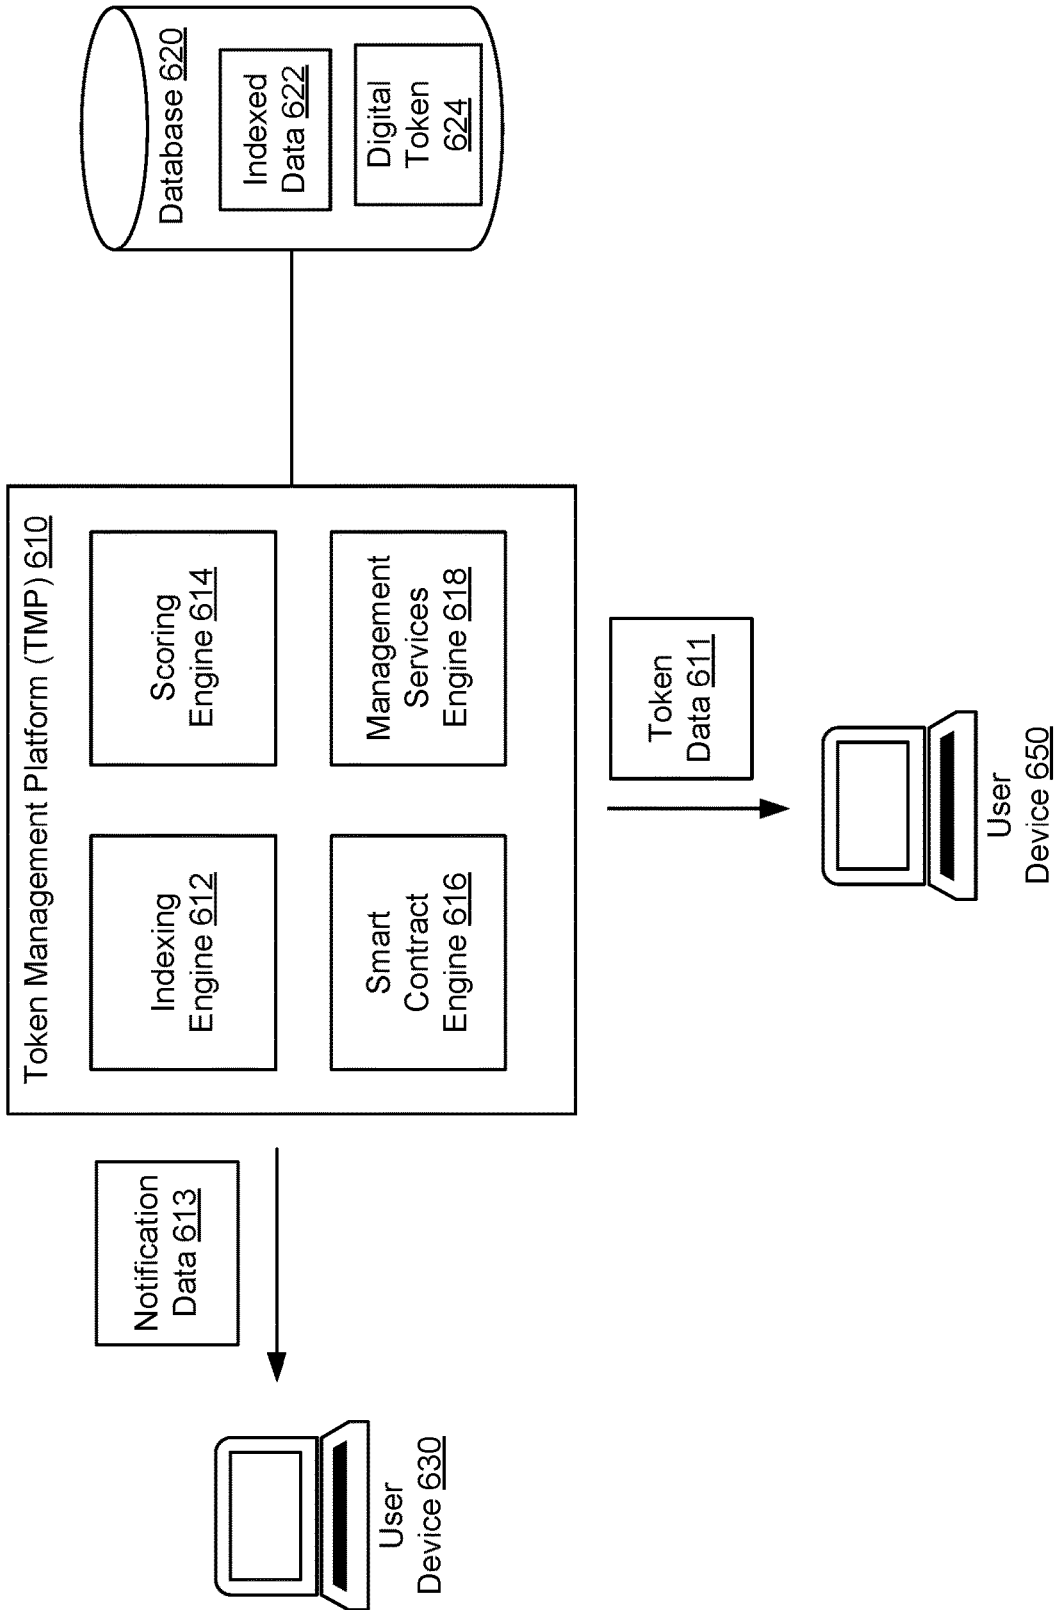 Token Management Platform (TMP) 610
Indexing
Engine 612
Scoring
Engine 614
Smart
Contract
Engine 616
Management
Services
Engine 618
Database 620
Indexed
Data 622
Digital
Token
624
Notification
Data 613
User
Device 630
Token
Data 611
User
Device 650